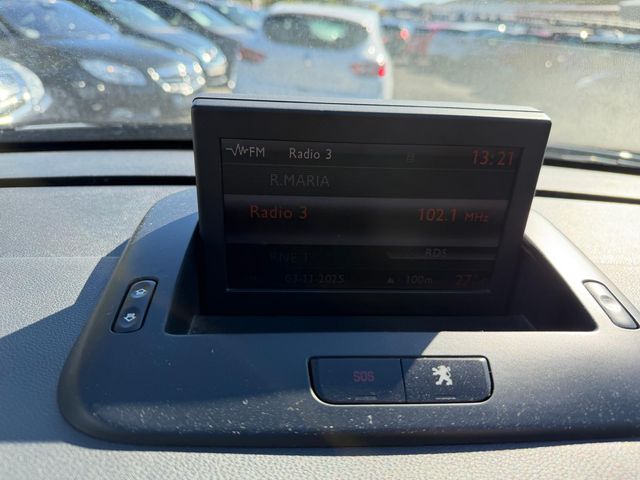 FM Radio 3 13:21
R.MARIA
Radio 3 102.1 MHz
RNE 1 RDS
03-11-2025 100m 27°
SOS